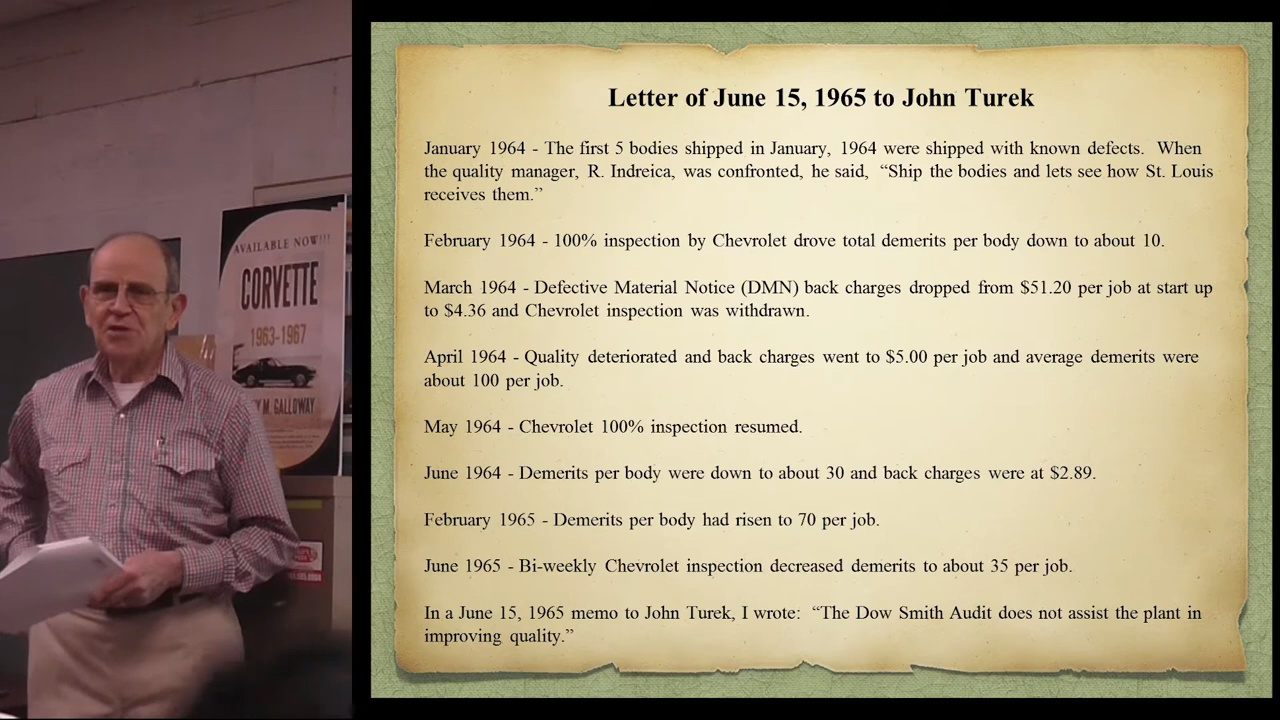 Letter of June 15, 1965 to John Turek
January 1964 - The first 5 bodies shipped in January, 1964 were shipped with known defects. When
the quality manager, R. Indreica, was confronted, he said, “Ship the bodies and lets see how St. Louis
receives them.”
February 1964 - 100% inspection by Chevrolet drove total demerits per body down to about 10.
March 1964 - Defective Material Notice (DMN) back charges dropped from $51.20 per job at start up
to $4.36 and Chevrolet inspection was withdrawn.
April 1964 - Quality deteriorated and back charges went to $5.00 per job and average demerits were
about 100 per job.
May 1964 - Chevrolet 100% inspection resumed.
June 1964 - Demerits per body were down to about 30 and back charges were at $2.89.
February 1965 - Demerits per body had risen to 70 per job.
June 1965 - Bi-weekly Chevrolet inspection decreased demerits to about 35 per job.
In a June 15, 1965 memo to John Turek, I wrote: “The Dow Smith Audit does not assist the plant in
improving quality.”
AVAILABLE NOW!!!
CORVETTE
1963-1967
M. GALLOWAY